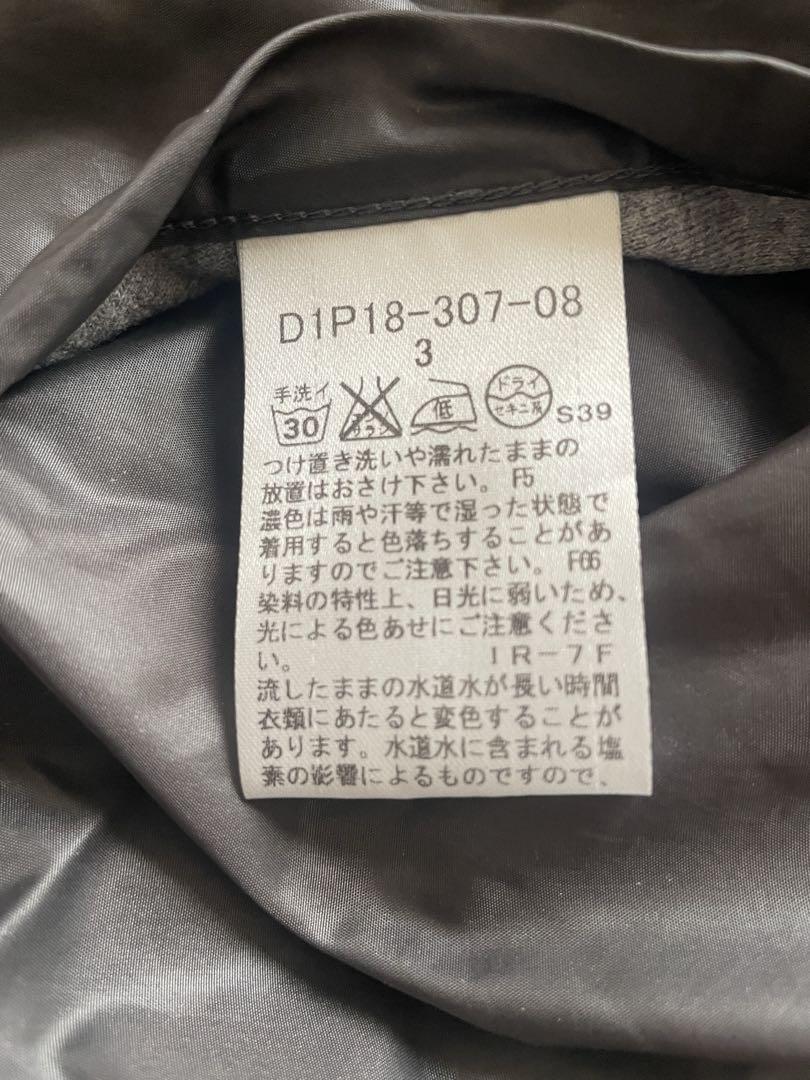 D1P18-307-08
3
手洗イ
30
エンソ
サラシ
低
ドライ
セキユ系
S39
つけ置き洗いや濡れたままの
放置はおさけ下さい。 F5
濃色は雨や汗等で湿った状態で
着用すると色落ちすることがあ
りますのでご注意下さい。 F06
染料の特性上、日光に弱いため、
光による色あせにご注意くださ
い。 IR-7F
流したままの水道水が長い時間
衣類にあたると変色することが
あります。水道水に含まれる塩
素の影響によるものですので、